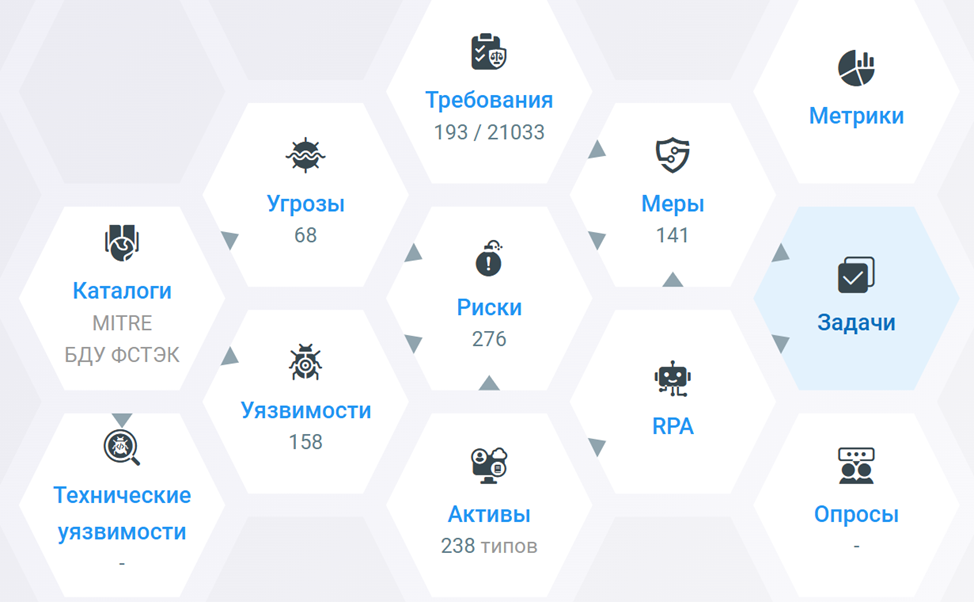 Требования
193 / 21033
Метрики
Угрозы
68
Меры
141
Каталоги
MITRE
БДУ ФСТЭК
Риски
276
Задачи
Уязвимости
158
RPA
Технические
уязвимости
-
Активы
238 типов
Опросы
-